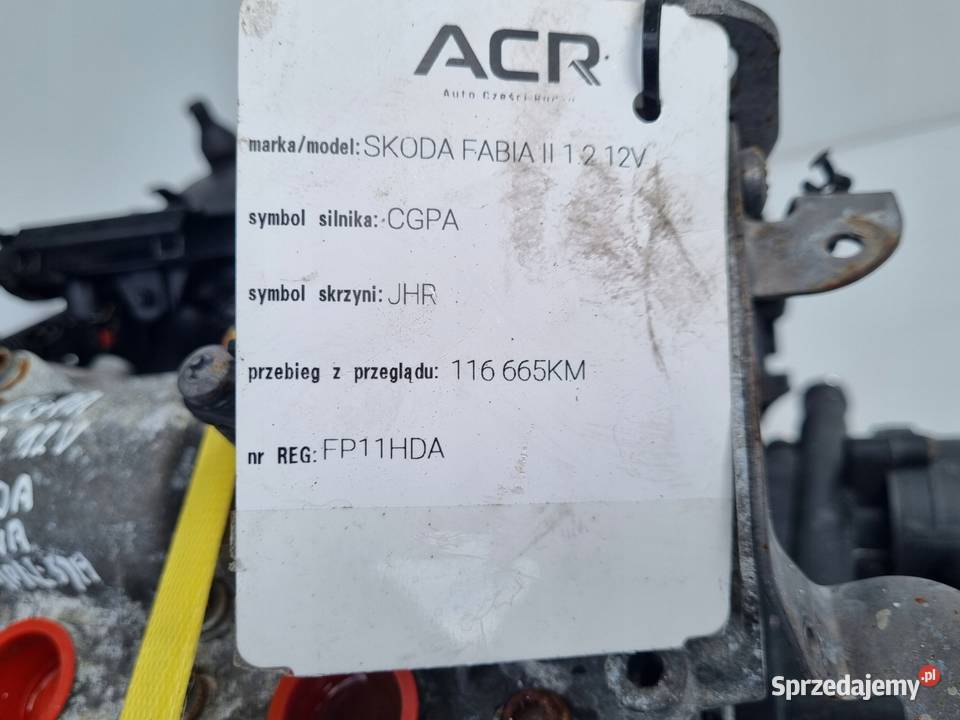 ACR
Auto Części
marka/model: SKODA FABIA II 1.2 12V
symbol silnika: CGPA
symbol skrzyni: JHR
przebieg z przeglądu: 116 665KM
nr REG: FP11HDA
Sprzedajemy.pl